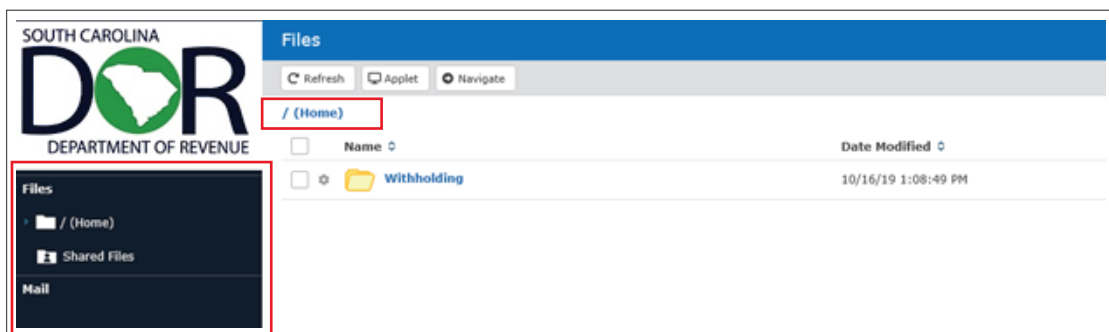 SOUTH CAROLINA
DOR
DEPARTMENT OF REVENUE
Files
/ (Home)
Shared Files
Mail
Files
Refresh Applet Navigate
/ (Home)
Name Date Modified
Withholding 10/16/19 1:08:49 PM